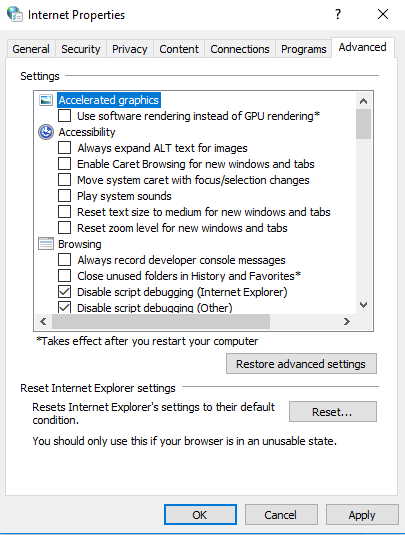 Internet Properties
General Security Privacy Content Connections Programs Advanced
Settings
Accelerated graphics
Use software rendering instead of GPU rendering*
Accessibility
Always expand ALT text for images
Enable Caret Browsing for new windows and tabs
Move system caret with focus/selection changes
Play system sounds
Reset text size to medium for new windows and tabs
Reset zoom level for new windows and tabs
Browsing
Always record developer console messages
Close unused folders in History and Favorites*
Disable script debugging (Internet Explorer)
Disable script debugging (Other)
*Takes effect after you restart your computer
Restore advanced settings
Reset Internet Explorer settings
Resets Internet Explorer's settings to their default
condition.
Reset...
You should only use this if your browser is in an unusable state.
OK Cancel Apply